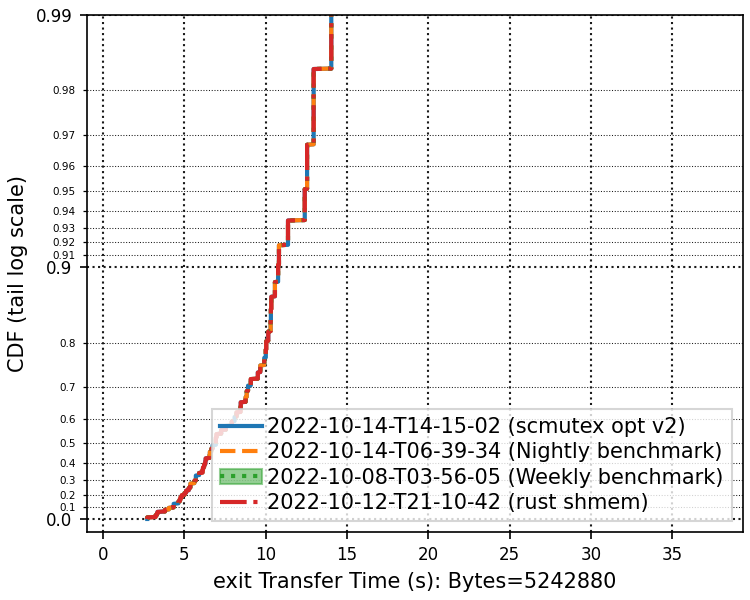 0.99
0.98
0.97
0.96
0.95
0.94
0.93
0.92
0.91
0.9
0.8
0.7
0.6
0.5
0.4
0.3
0.2
0.1
0.0
CDF (tail log scale)
2022-10-14-T14-15-02 (scmutex opt v2)
2022-10-14-T06-39-34 (Nightly benchmark)
2022-10-08-T03-56-05 (Weekly benchmark)
2022-10-12-T21-10-42 (rust shmem)
0 5 10 15 20 25 30 35
exit Transfer Time (s): Bytes=5242880